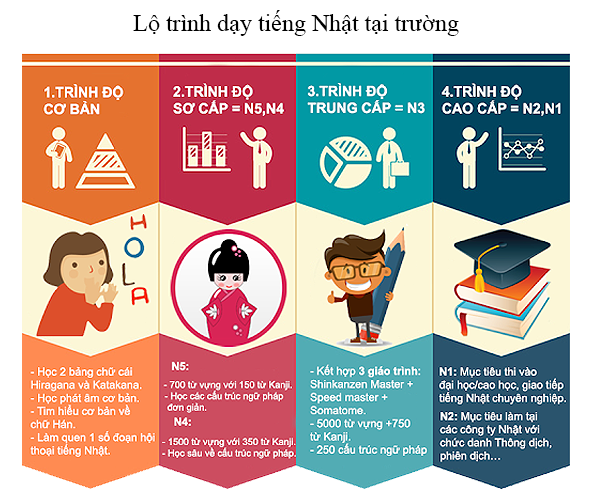 Lộ trình dạy tiếng Nhật tại trường
1.TRÌNH ĐỘ
CƠ BẢN
2.TRÌNH ĐỘ
SƠ CẤP = N5,N4
3.TRÌNH ĐỘ
TRUNG CẤP = N3
4.TRÌNH ĐỘ
CAO CẤP = N2,N1
HOLA
- Học 2 bảng chữ cái
Hiragana và Katakana.
- Học phát âm cơ bản.
- Tìm hiểu cơ bản về
chữ Hán.
- Làm quen 1 số đoạn hội
thoại tiếng Nhật.
N5:
- 700 từ vựng với 150 từ Kanji.
- Học các cấu trúc ngữ pháp
đơn giản.
N4:
- 1500 từ vựng với 350 từ Kanji.
- Học sâu về cấu trúc ngữ pháp.
- Kết hợp 3 giáo trình:
Shinkanzen Master +
Speed master +
Somatome.
- 5000 từ vựng +750
từ Kanji.
- 250 cấu trúc ngữ pháp
N1: Mục tiêu thi vào
đại học/cao học, giao tiếp
tiếng Nhật chuyên nghiệp.
N2: Mục tiêu làm tại
các công ty Nhật với
chức danh Thông dịch,
phiên dịch...